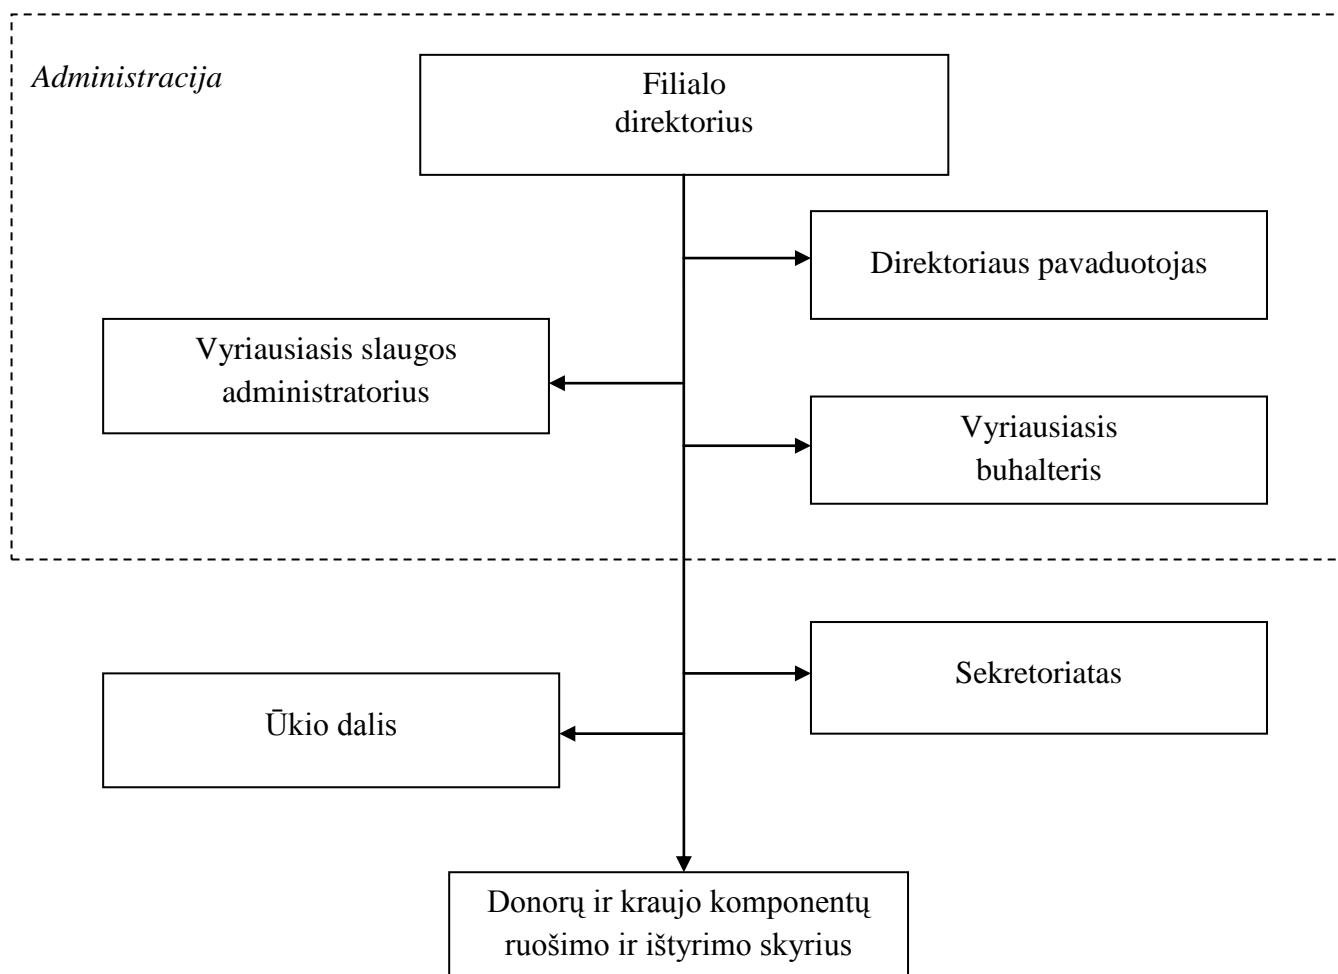 Administracija
Filialo
direktorius
Direktoriaus pavaduotojas
Vyriausiasis slaugos
administratorius
Vyriausiasis
buhalteris
Sekretoriatas
Ūkio dalis
Donorų ir kraujo komponentų
ruošimo ir ištyrimo skyrius